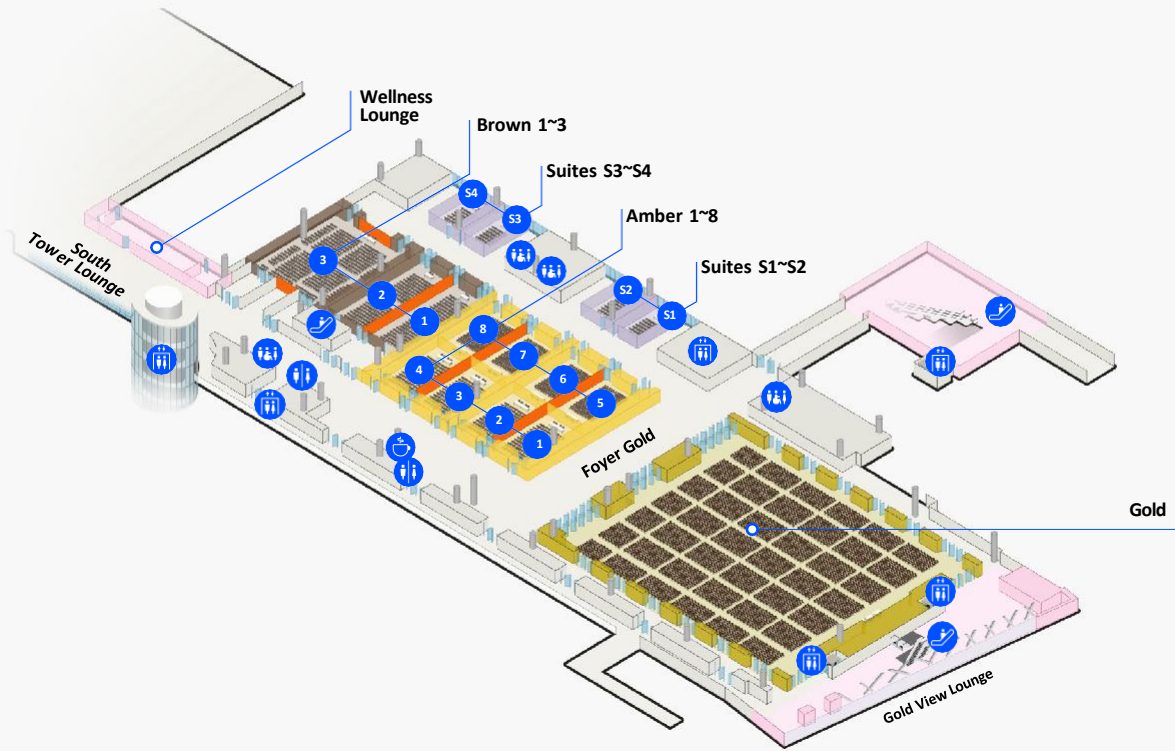 Wellness
Lounge
Brown 1~3
Suites S3~S4
Amber 1~8
Suites S1~S2
S4
S3
S2
S1
3
2
1
8
7
6
5
4
3
2
1
South
Tower Lounge
Foyer Gold
Gold
Gold View Lounge